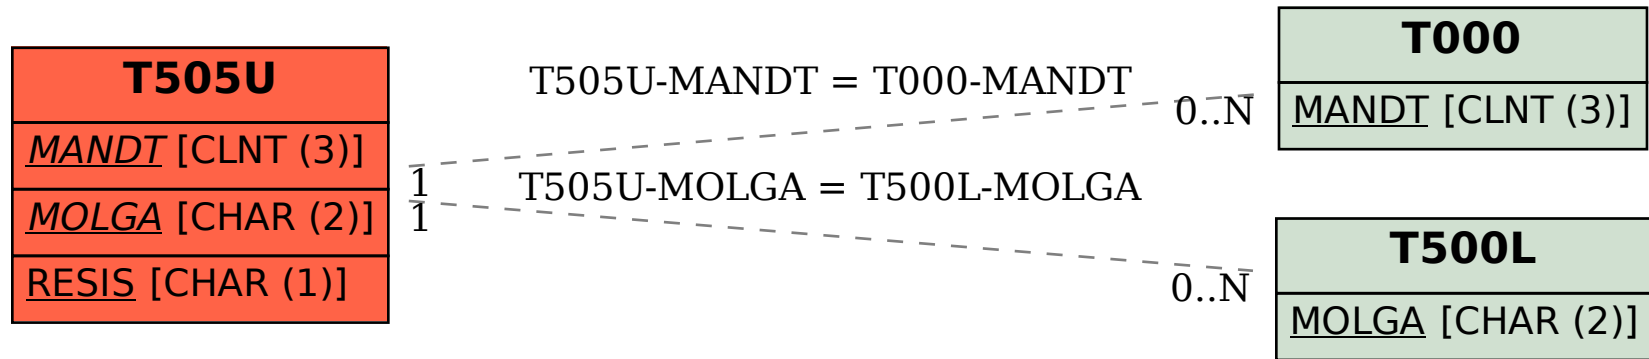 T505U
MANDT [CLNT (3)]
MOLGA [CHAR (2)]
RESIS [CHAR (1)]
T505U-MANDT = T000-MANDT
0..N
1
T505U-MOLGA = T500L-MOLGA
1
0..N
T000
MANDT [CLNT (3)]
T500L
MOLGA [CHAR (2)]